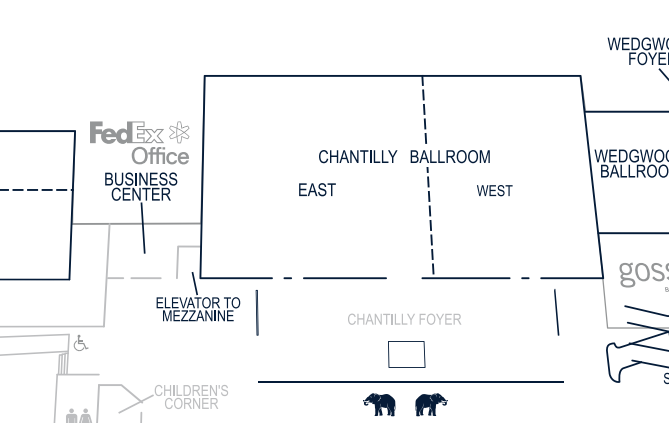 WEDGWO
FOYE
FedEx
Office
CHANTILLY BALLROOM
WEDGWOO
BALLROO
BUSINESS
CENTER
EAST
WEST
goss
ELEVATOR TO
MEZZANINE
CHANTILLY FOYER
S
CHILDREN'S
CORNER